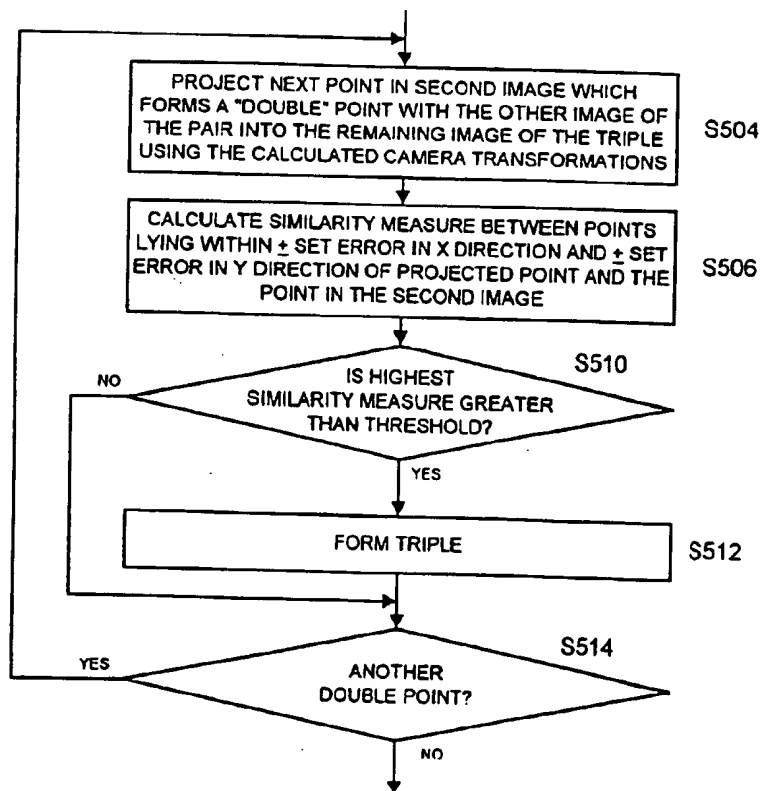 PROJECT NEXT POINT IN SECOND IMAGE WHICH
FORMS A "DOUBLE" POINT WITH THE OTHER IMAGE OF
THE PAIR INTO THE REMAINING IMAGE OF THE TRIPLE
USING THE CALCULATED CAMERA TRANSFORMATIONS
S504
CALCULATE SIMILARITY MEASURE BETWEEN POINTS
LYING WITHIN ± SET ERROR IN X DIRECTION AND ± SET
ERROR IN Y DIRECTION OF PROJECTED POINT AND THE
POINT IN THE SECOND IMAGE
S506
S510
NO
IS HIGHEST
SIMILARITY MEASURE GREATER
THAN THRESHOLD?
YES
FORM TRIPLE
S512
S514
YES
ANOTHER
DOUBLE POINT?
NO